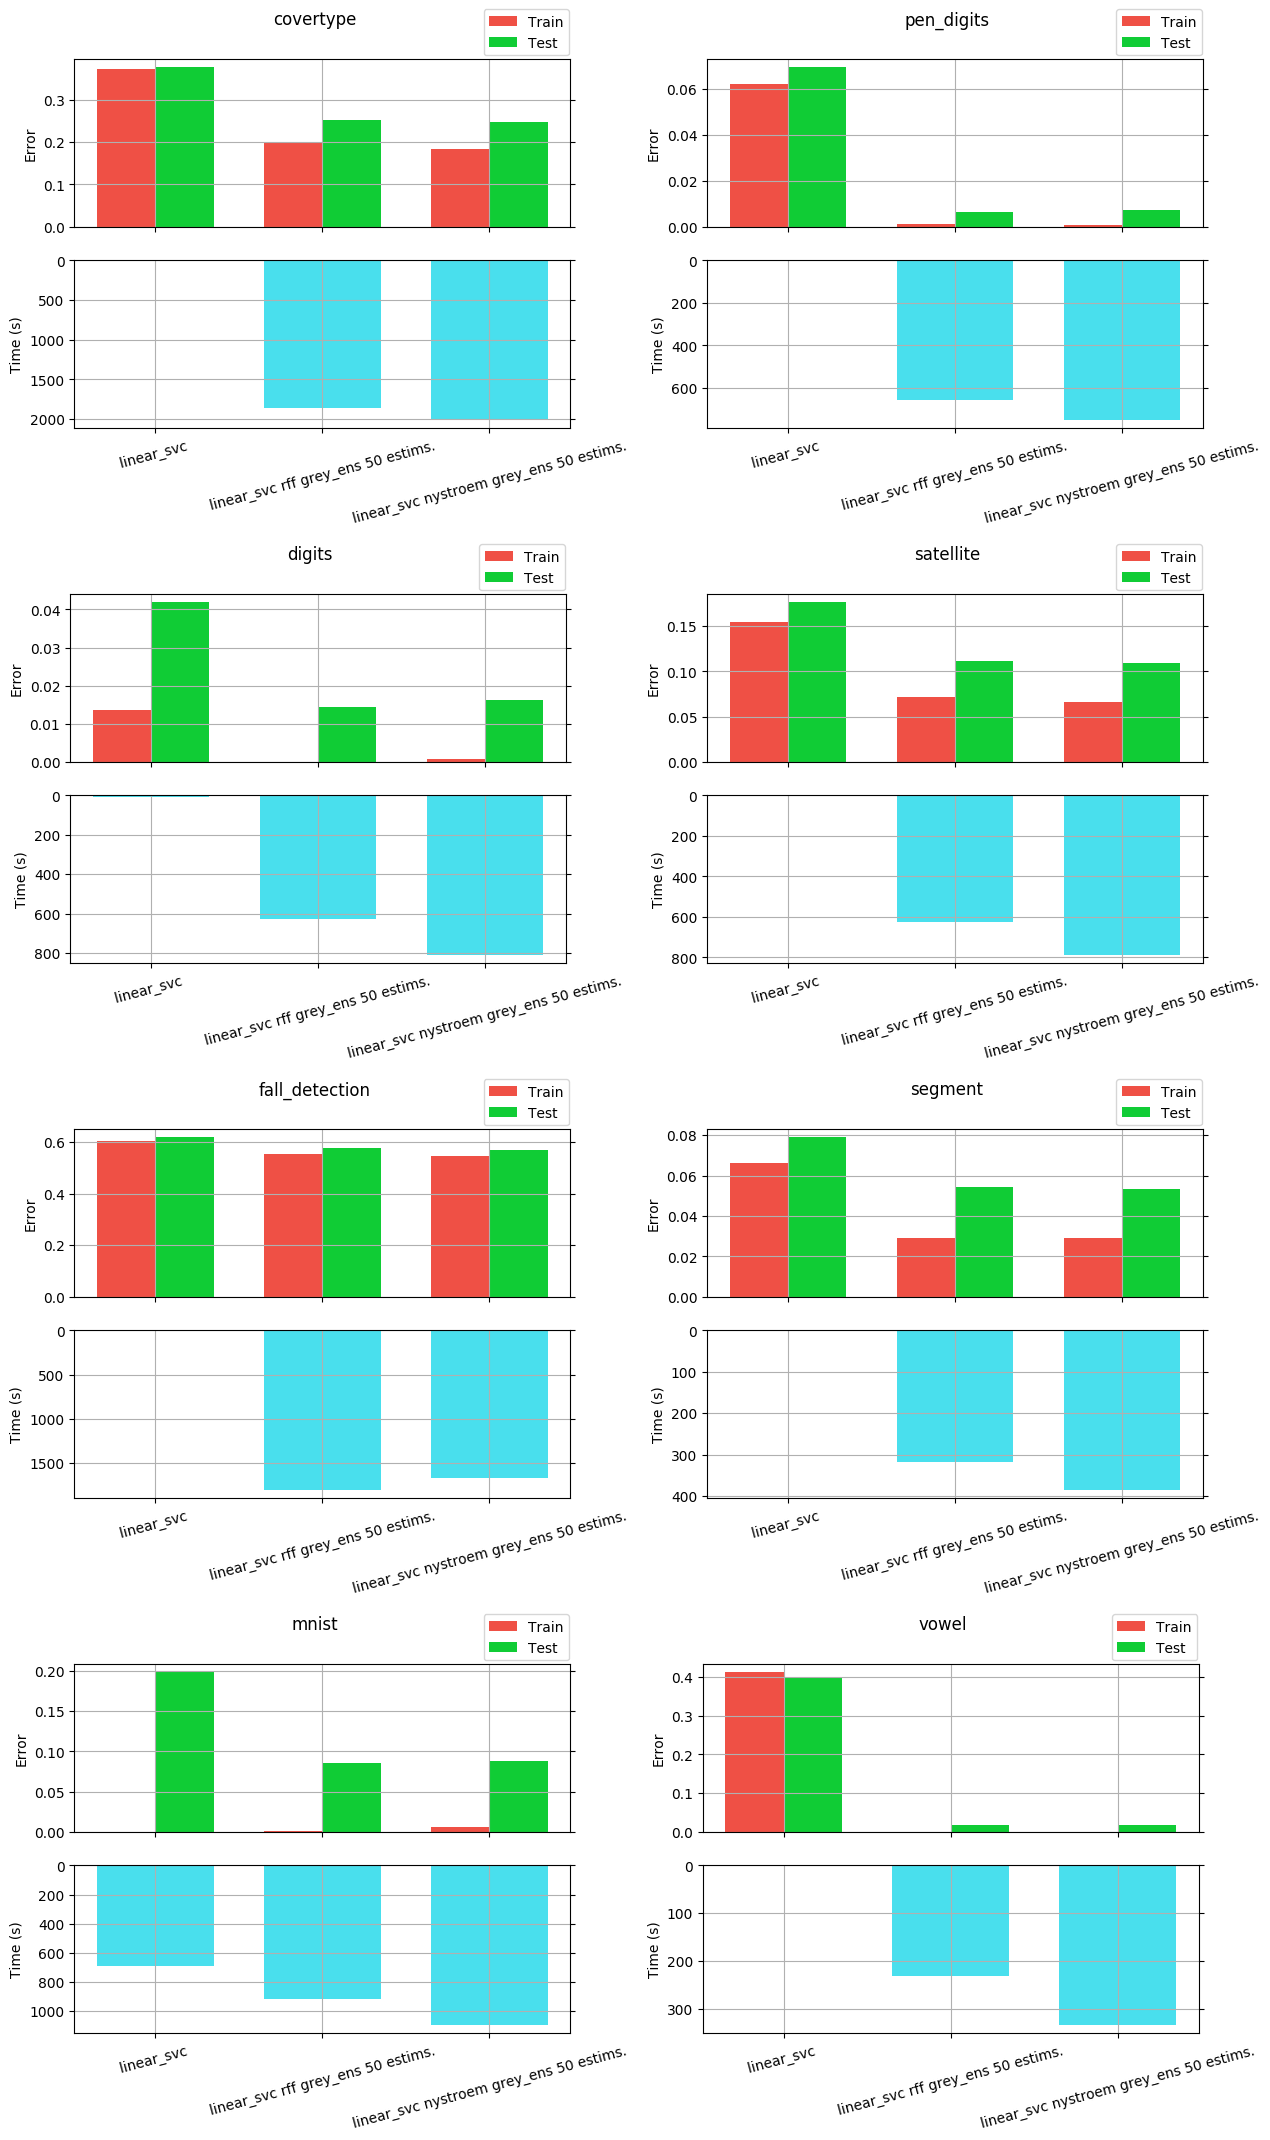 covertype
Train
Test
Error
0.3
0.2
0.1
0.0
Time (s)
0
500
1000
1500
2000
linear_svc
linear_svc rff grey_ens 50 estims.
linear_svc nystroem grey_ens 50 estims.
pen_digits
Train
Test
Error
0.06
0.04
0.02
0.00
Time (s)
0
200
400
600
linear_svc
linear_svc rff grey_ens 50 estims.
linear_svc nystroem grey_ens 50 estims.
digits
Train
Test
Error
0.04
0.03
0.02
0.01
0.00
Time (s)
0
200
400
600
800
linear_svc
linear_svc rff grey_ens 50 estims.
linear_svc nystroem grey_ens 50 estims.
satellite
Train
Test
Error
0.15
0.10
0.05
0.00
Time (s)
0
200
400
600
800
linear_svc
linear_svc rff grey_ens 50 estims.
linear_svc nystroem grey_ens 50 estims.
fall_detection
Train
Test
Error
0.6
0.4
0.2
0.0
Time (s)
0
500
1000
1500
linear_svc
linear_svc rff grey_ens 50 estims.
linear_svc nystroem grey_ens 50 estims.
segment
Train
Test
Error
0.08
0.06
0.04
0.02
0.00
Time (s)
0
100
200
300
400
linear_svc
linear_svc rff grey_ens 50 estims.
linear_svc nystroem grey_ens 50 estims.
mnist
Train
Test
Error
0.20
0.15
0.10
0.05
0.00
Time (s)
0
200
400
600
800
1000
linear_svc
linear_svc rff grey_ens 50 estims.
linear_svc nystroem grey_ens 50 estims.
vowel
Train
Test
Error
0.4
0.3
0.2
0.1
0.0
Time (s)
0
100
200
300
linear_svc
linear_svc rff grey_ens 50 estims.
linear_svc nystroem grey_ens 50 estims.